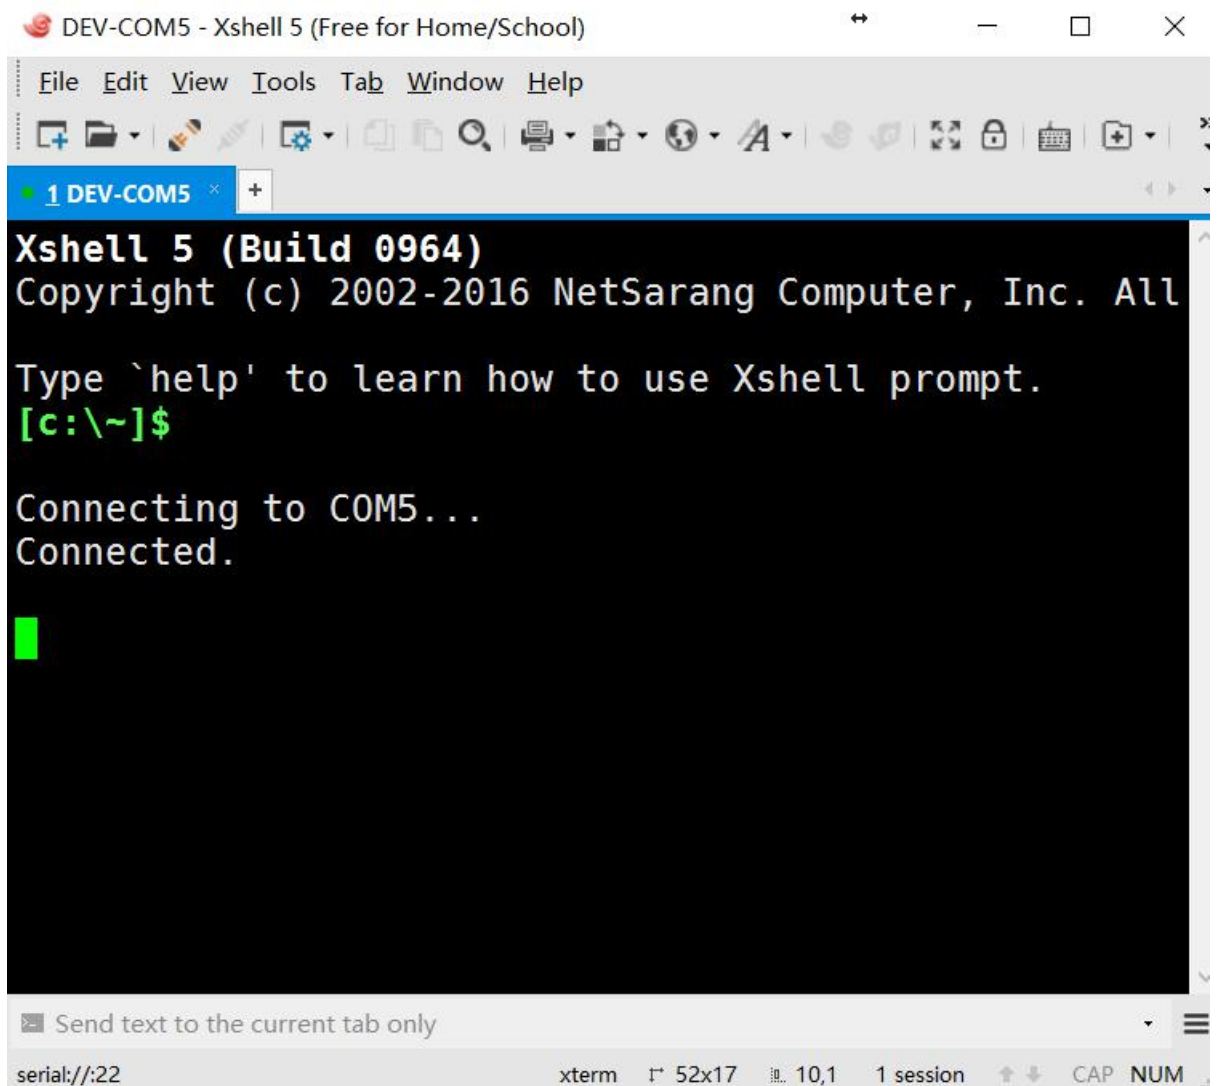 DEV-COM5 - Xshell 5 (Free for Home/School)
File Edit View Tools Tab Window Help
1 DEV-COM5
Xshell 5 (Build 0964)
Copyright (c) 2002-2016 NetSarang Computer, Inc. All
Type `help' to learn how to use Xshell prompt.
[c:\~]$
Connecting to COM5...
Connected.
Send text to the current tab only
serial://:22 xterm 52x17 10,1 1 session CAP NUM